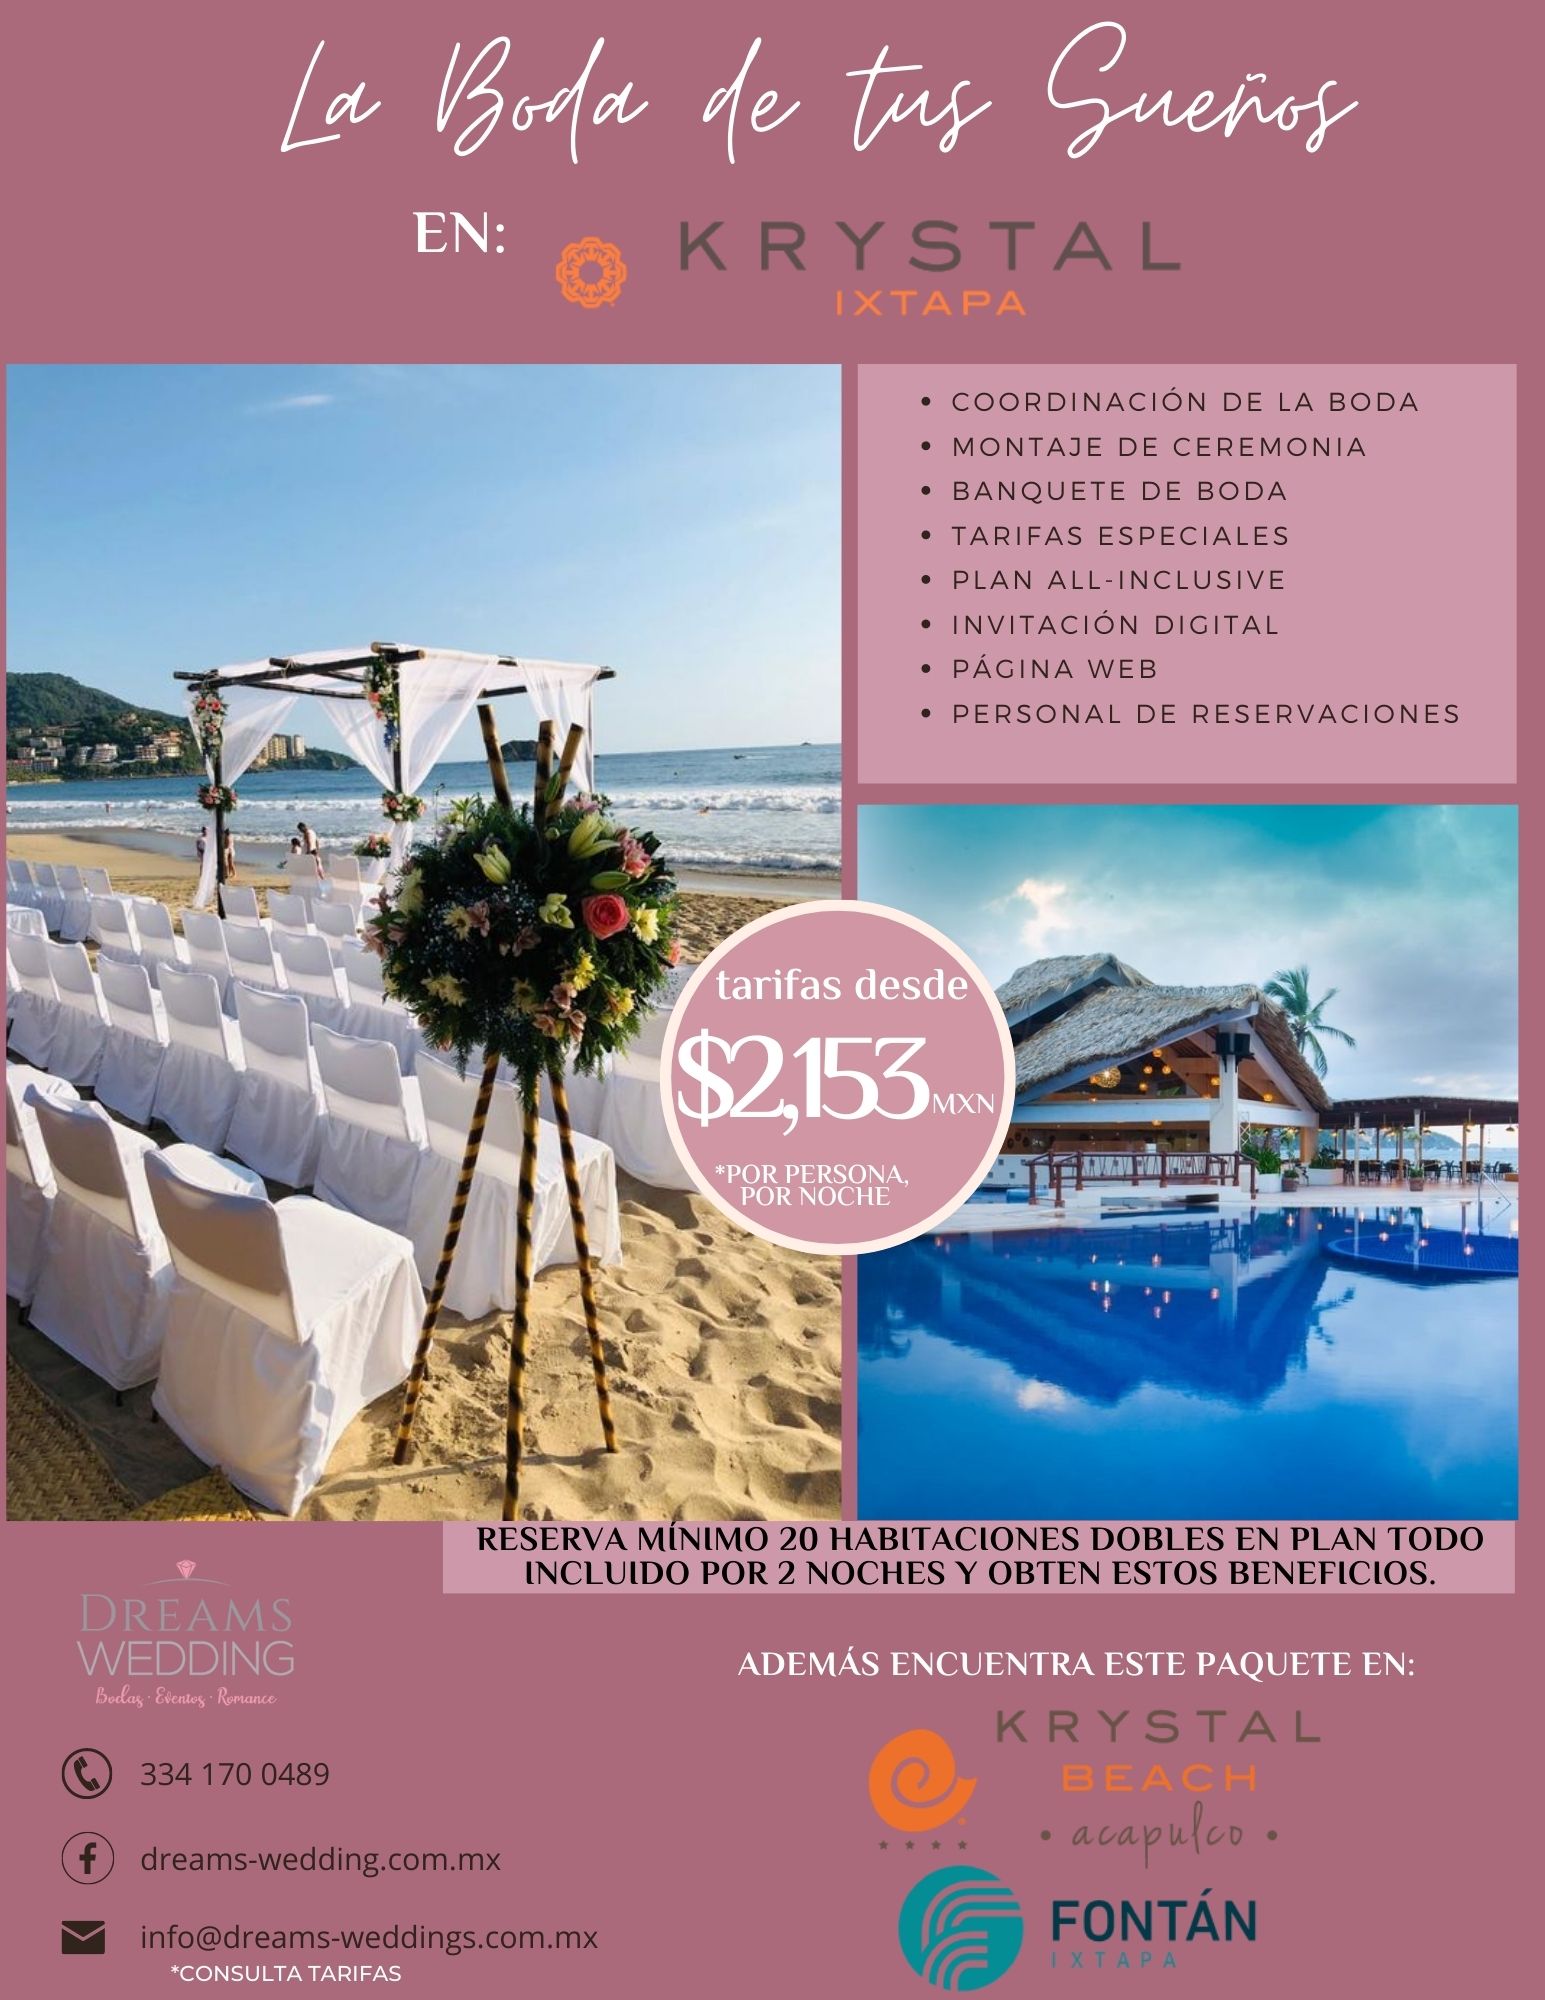 La Boda de tus Sueños
EN:
KRYSTAL
IXTAPA
• COORDINACIÓN DE LA BODA
• MONTAJE DE CEREMONIA
• BANQUETE DE BODA
• TARIFAS ESPECIALES
• PLAN ALL-INCLUSIVE
• INVITACIÓN DIGITAL
• PÁGINA WEB
• PERSONAL DE RESERVACIONES
tarifas desde
$2,153 MXN
*POR PERSONA,
POR NOCHE
RESERVA MÍNIMO 20 HABITACIONES DOBLES EN PLAN TODO
INCLUIDO POR 2 NOCHES Y OBTEN ESTOS BENEFICIOS.
DREAMS
WEDDING
Bodas · Eventos · Romance
334 170 0489
dreams-wedding.com.mx
info@dreams-weddings.com.mx
*CONSULTA TARIFAS
ADEMÁS ENCUENTRA ESTE PAQUETE EN:
KRYSTAL
BEACH
• acapulco •
FONTÁN
IXTAPA